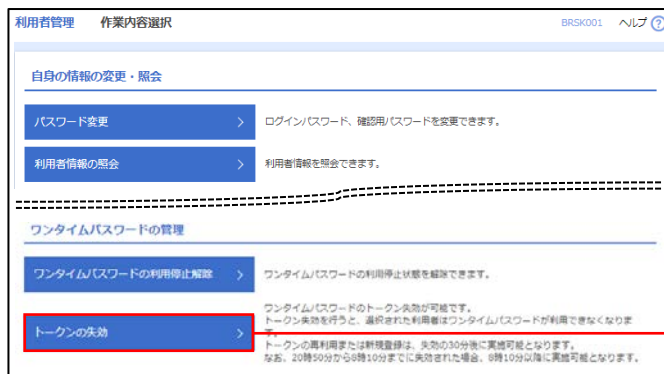 利用者管理 作業内容選択 BRSK001 ヘルプ ?
自身の情報の変更・照会
パスワード変更 > ログインパスワード、確認用パスワードを変更できます。
利用者情報の照会 > 利用者情報を照会できます。
ワンタイムパスワードの管理
ワンタイムパスワードの利用停止解除 > ワンタイムパスワードの利用停止状態を解除できます。
ワンタイムパスワードのトークン失効が可能です。
トークン失効を行うと、選択された利用者はワンタイムパスワードが利用できなくなりま
す。
トークンの失効 >
トークンの再利用または新規登録は、失効の30分後に実施可能となります。
なお、20時50分から8時10分までに失効された場合、8時10分以降に実施可能となります。